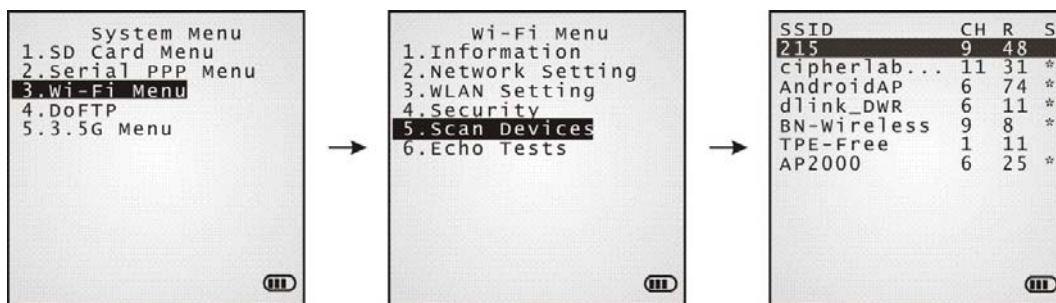 System Menu
1.SD Card Menu
2.Serial PPP Menu
3.Wi-Fi Menu
4.DoFTP
5.3.5G Menu
Wi-Fi Menu
1.Information
2.Network Setting
3.WLAN Setting
4.Security
5.Scan Devices
6.Echo Tests
SSID CH R S
215 9 48
cipherlab... 11 31 *
AndroidAP 6 74 *
dlink_DWR 6 11 *
BN-Wireless 9 8 *
TPE-Free 1 11
AP2000 6 25 *